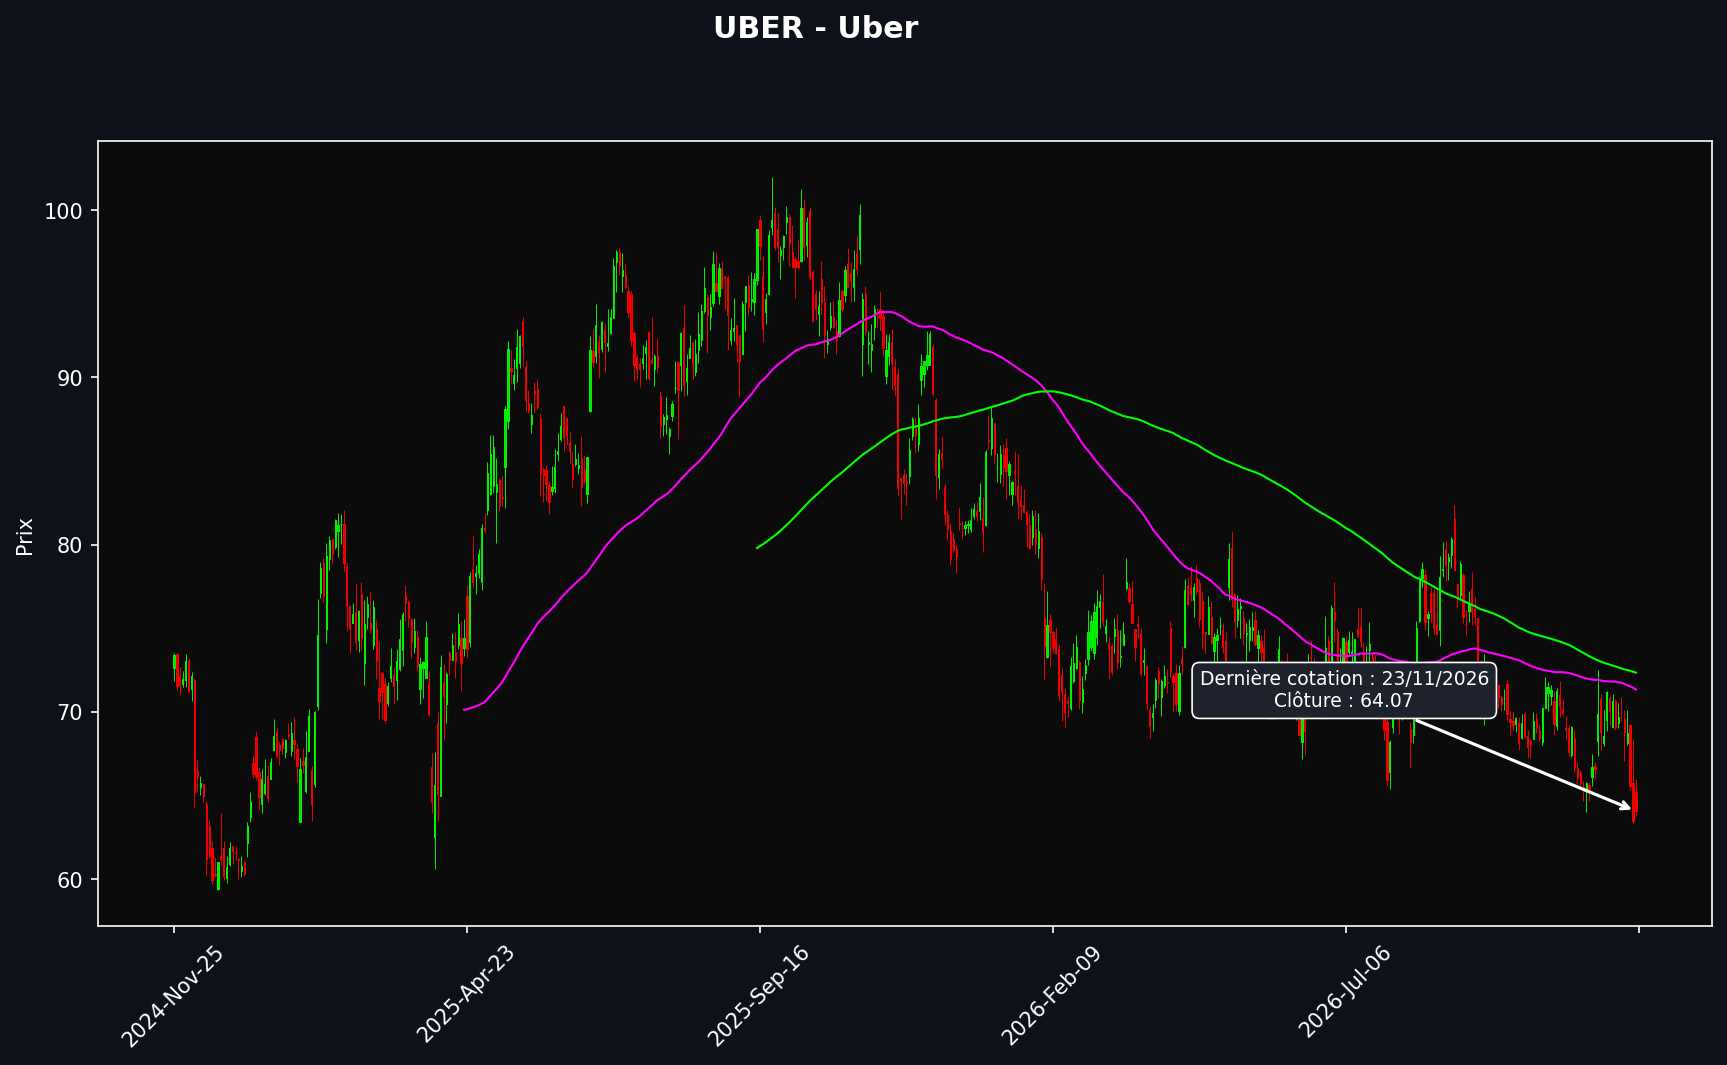 UBER - Uber
Prix
100
90
80
70
60
Dernière cotation : 23/11/2026
Clôture : 64.07
2024-Nov-25
2025-Apr-23
2025-Sep-16
2026-Feb-09
2026-Jul-06